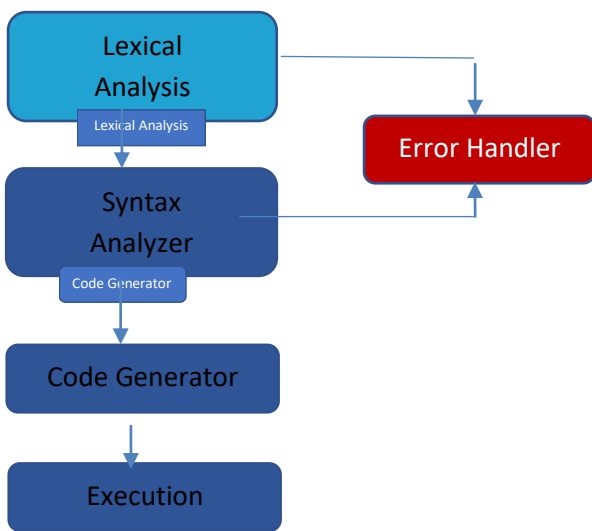 Lexical
Analysis
Lexical Analysis
Error Handler
Syntax
Analyzer
Code Generator
Code Generator
Execution